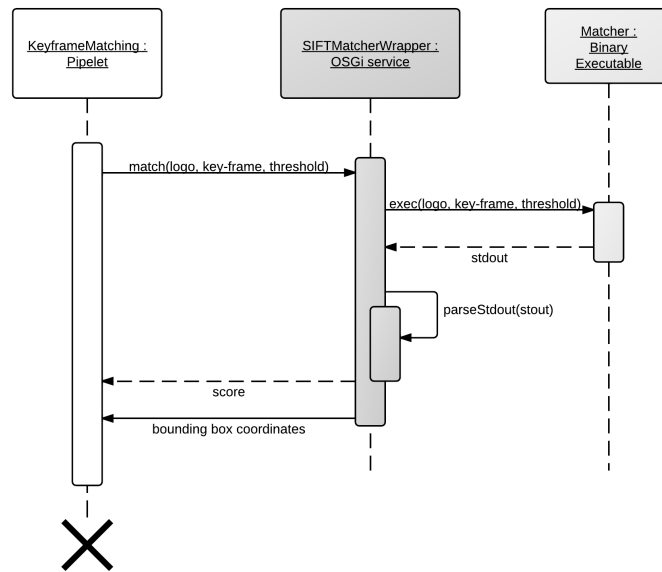 KeyframeMatching :
Pipelet
SIFTMatcherWrapper :
OSGi service
Matcher :
Binary
Executable
match(logo, key-frame, threshold)
exec(logo, key-frame, threshold)
stdout
parseStdout(stout)
score
bounding box coordinates